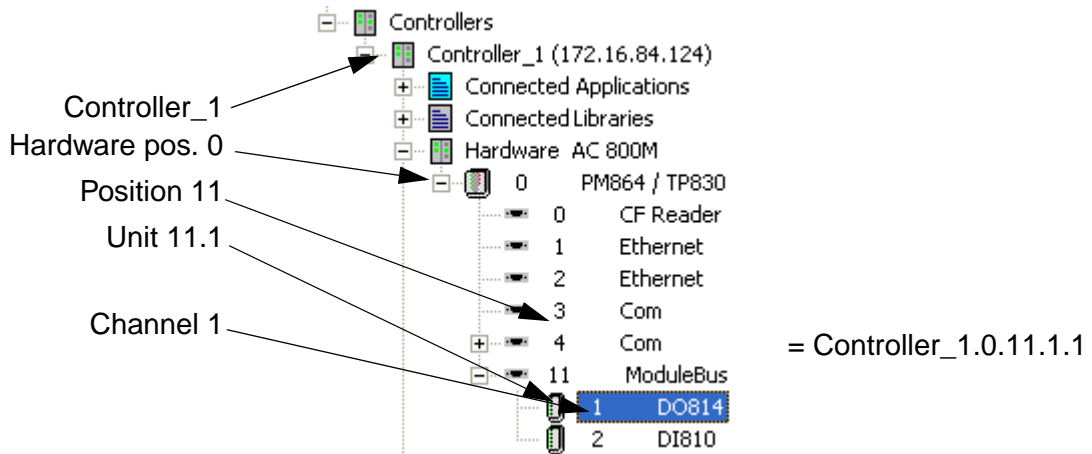 Controllers
Controller_1 (172.16.84.124)
Connected Applications
Connected Libraries
Hardware AC 800M
0 PM864 / TP830
0 CF Reader
1 Ethernet
2 Ethernet
3 Com
4 Com
11 ModuleBus
1 DO814
2 DI810
Controller_1
Hardware pos. 0
Position 11
Unit 11.1
Channel 1
= Controller_1.0.11.1.1